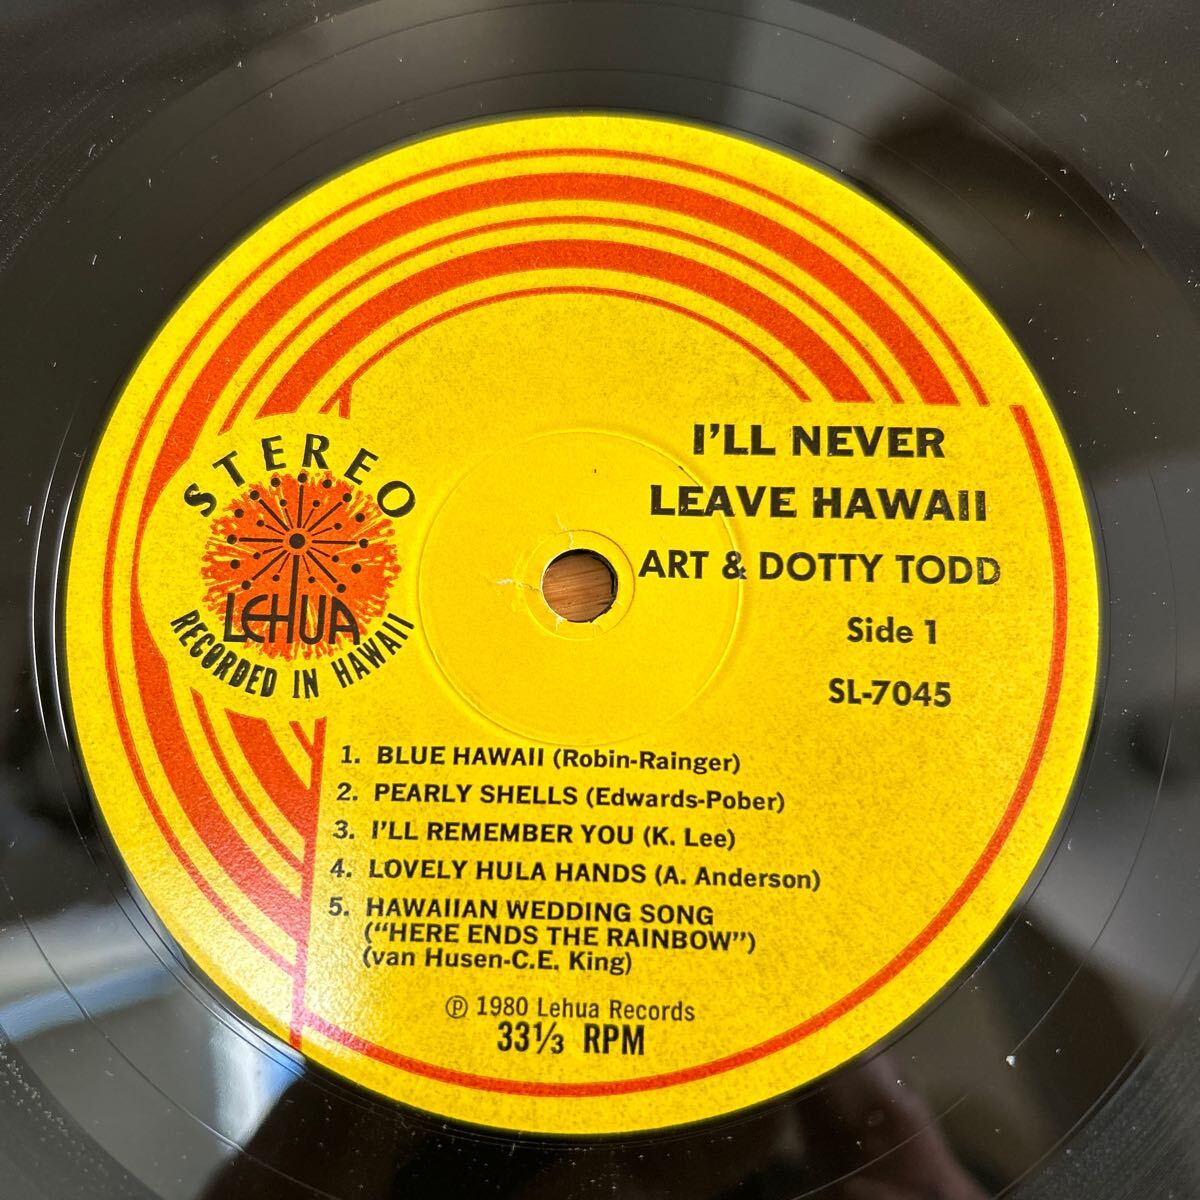 STEREO
LEHUA
RECORDED IN HAWAII
I'LL NEVER
LEAVE HAWAII
ART & DOTTY TODD
Side 1
SL-7045
1. BLUE HAWAII (Robin-Rainger)
2. PEARLY SHELLS (Edwards-Pober)
3. I'LL REMEMBER YOU (K. Lee)
4. LOVELY HULA HANDS (A. Anderson)
5. HAWAIIAN WEDDING SONG
("HERE ENDS THE RAINBOW")
(van Husen-C.E. King)
℗ 1980 Lehua Records
33⅓ RPM